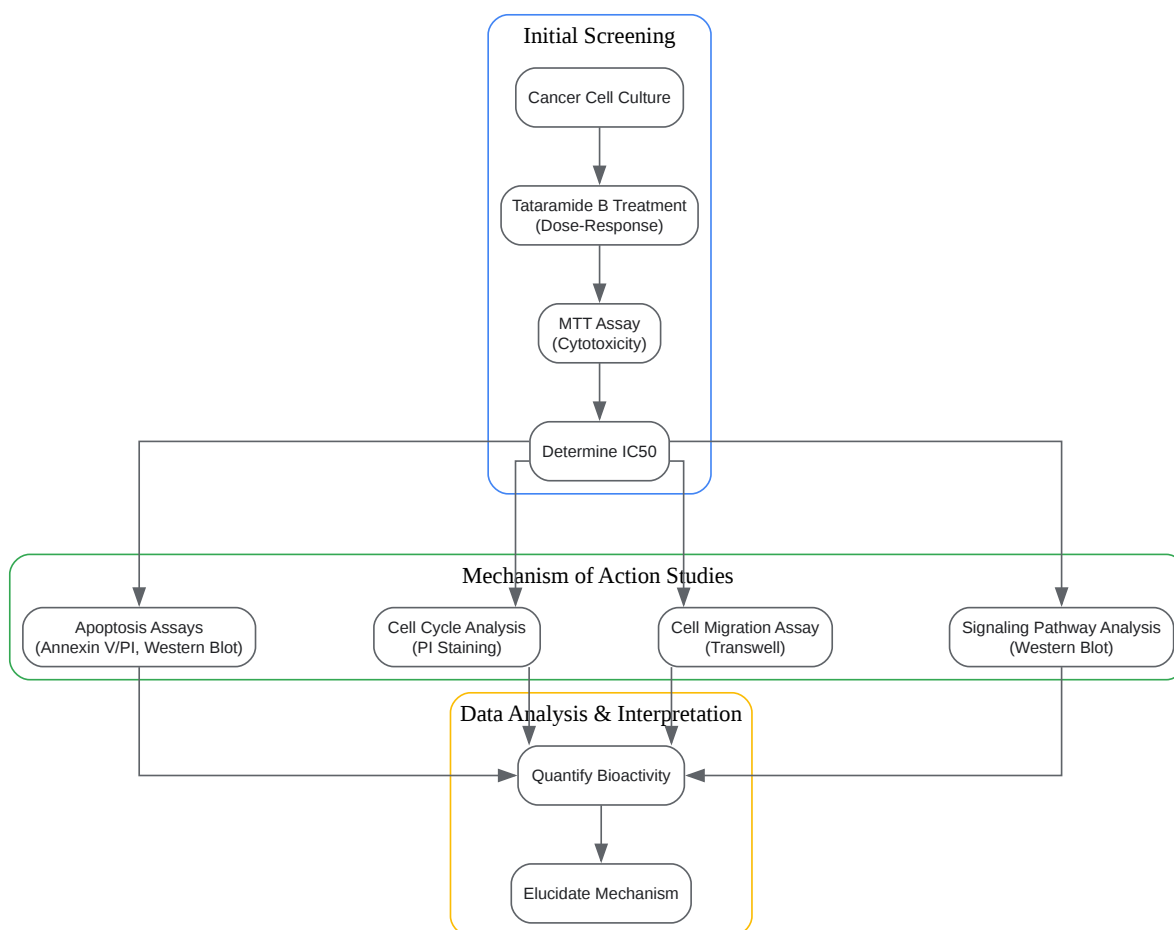 Initial Screening
Cancer Cell Culture
Tataramide B Treatment
(Dose-Response)
MTT Assay
(Cytotoxicity)
Determine IC50
Mechanism of Action Studies
Apoptosis Assays
(Annexin V/PI, Western Blot)
Cell Cycle Analysis
(PI Staining)
Cell Migration Assay
(Transwell)
Signaling Pathway Analysis
(Western Blot)
Data Analysis & Interpretation
Quantify Bioactivity
Elucidate Mechanism